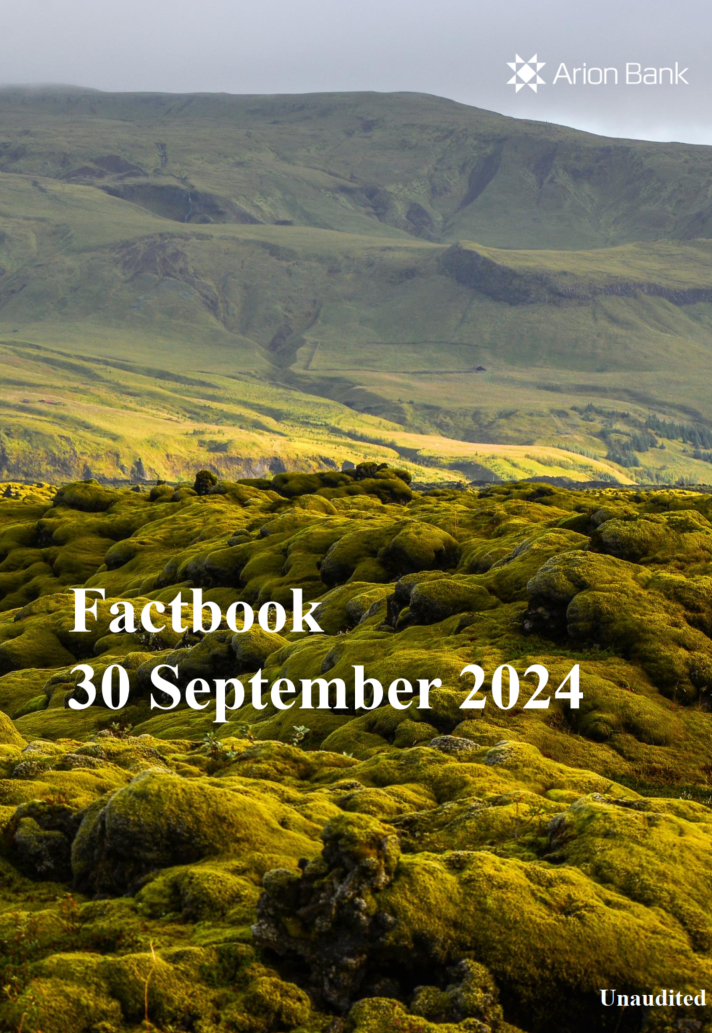 Arion Bank
Factbook
30 September 2024
Unaudited